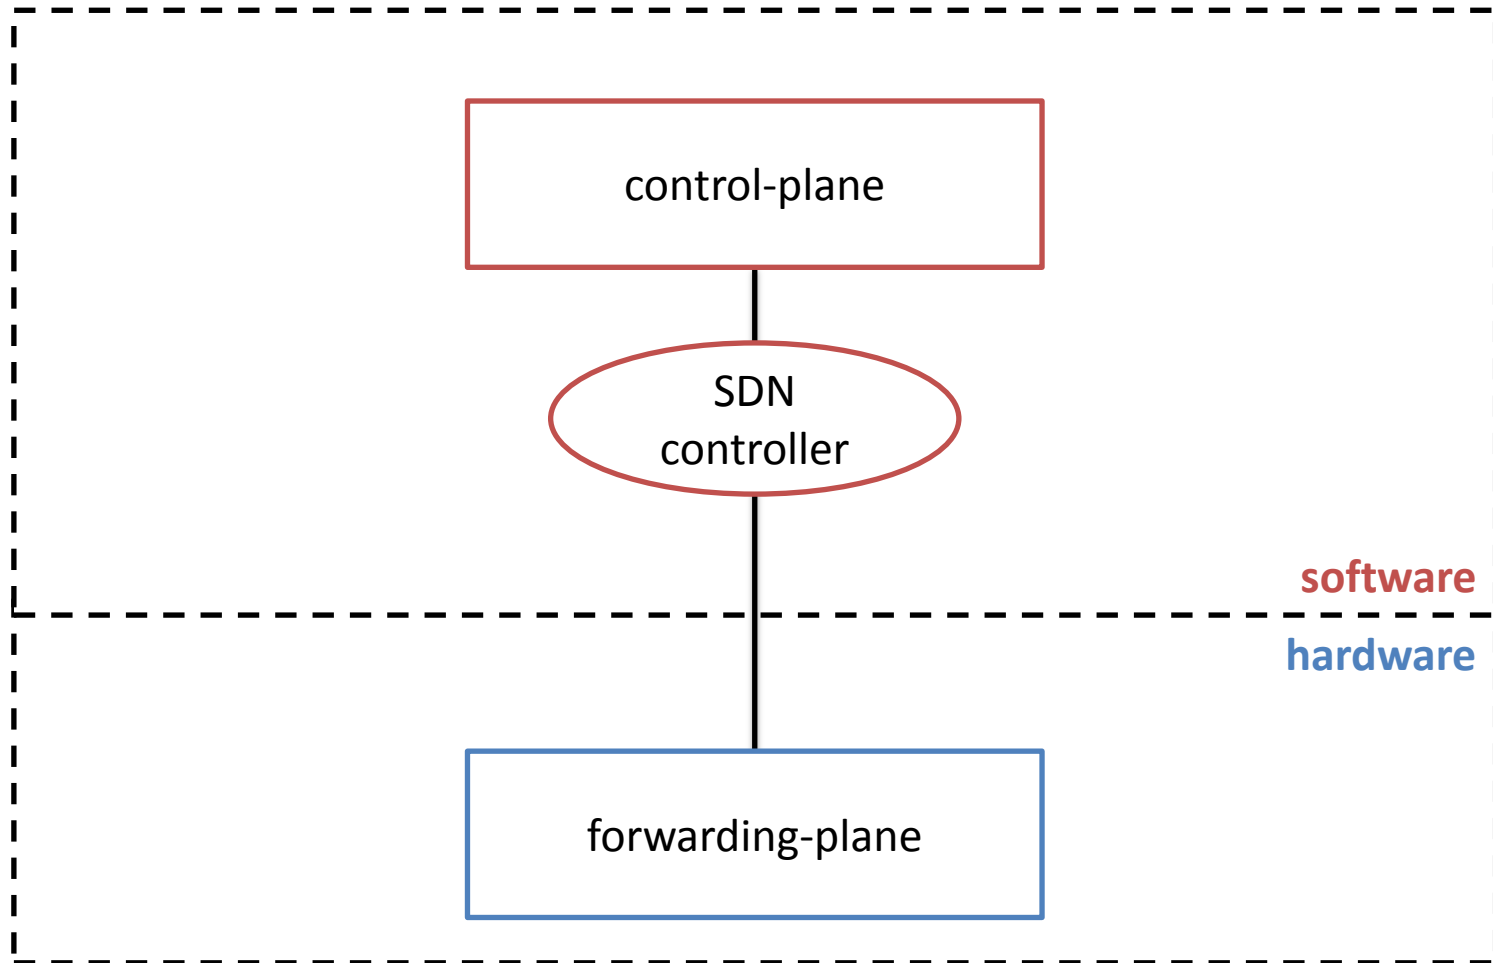 control-plane
SDN
controller
software
hardware
forwarding-plane